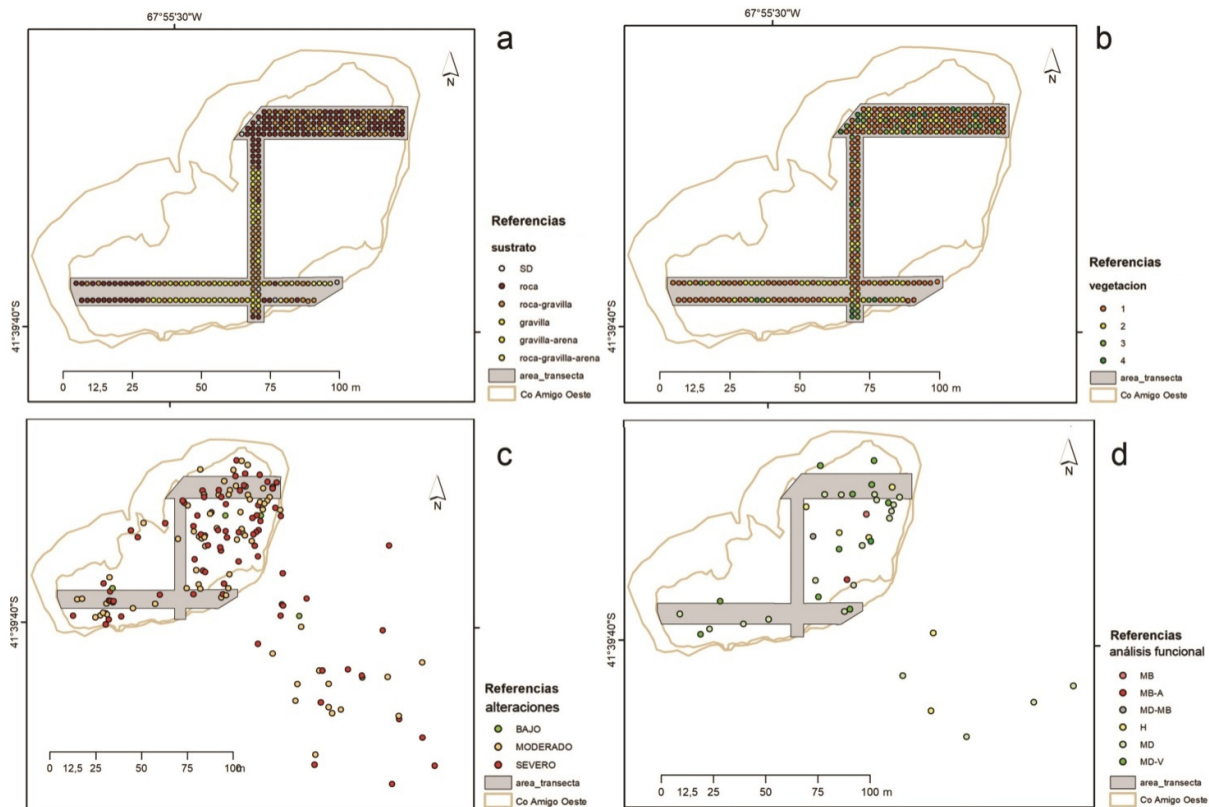 67°55'30"W
a
N
Referencias
sustrato
SD
roca
roca-gravilla
gravilla
gravilla-arena
roca-gravilla-arena
area_transecta
Co Amigo Oeste
41°39'40"S
0 12,5 25 50 75 100 m
67°55'30"W
b
N
Referencias
vegetacion
1
2
3
4
area_transecta
Co Amigo Oeste
41°39'40"S
0 12,5 25 50 75 100 m
c
N
Referencias
alteraciones
BAJO
MODERADO
SEVERO
area_transecta
Co Amigo Oeste
41°39'40"S
0 12,5 25 50 75 100
d
N
Referencias
análisis funcional
MB
MB-A
MD-MB
H
MD
MD-V
area_transecta
Co Amigo Oeste
41°39'40"S
0 12,5 25 50 75 100 m